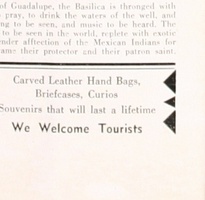 of Guadalupe, the Basilica is thronged with
pray, to drink the waters of the well, and
ng to be seen, and music to be heard. The
to be seen in the world, replete with exotic
ender affection of the Mexican Indians for
ame their protector and their patron saint.
Carved Leather Hand Bags,
Briefcases, Curios
Souvenirs that will last a lifetime
We Welcome Tourists